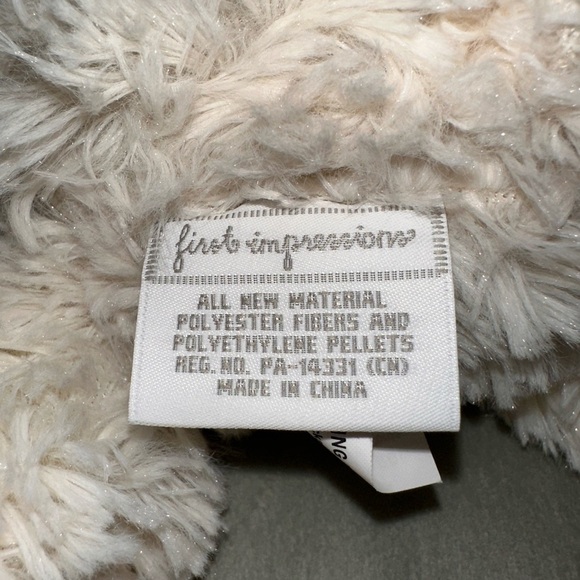 first impressions
ALL NEW MATERIAL
POLYESTER FIBERS AND
POLYETHYLENE PELLETS
REG. NO. PA-14331 (CN)
MADE IN CHINA